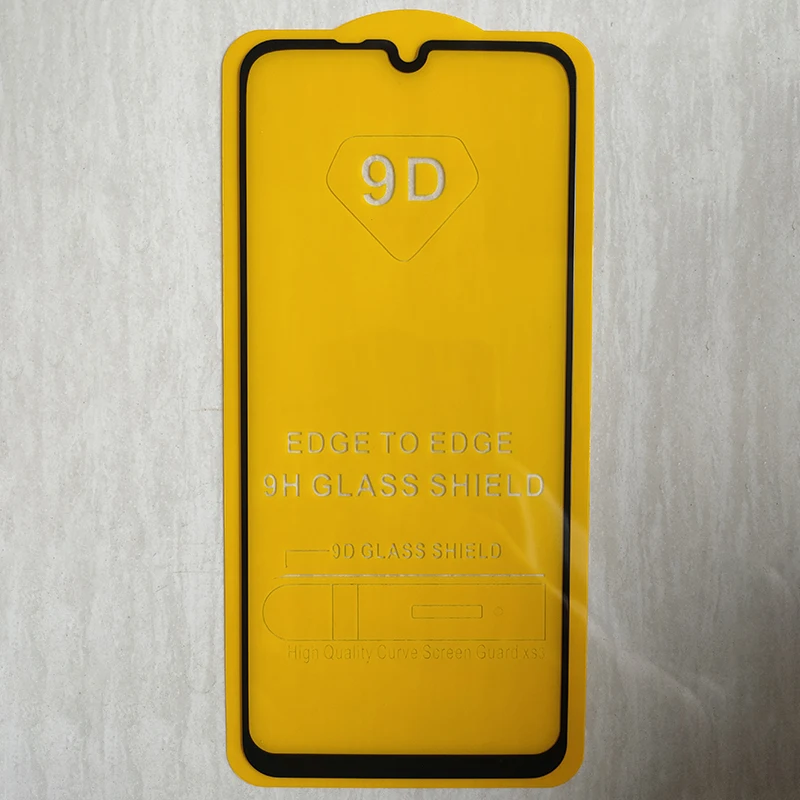 9D
EDGE TO EDGE
9H GLASS SHIELD
9D GLASS SHIELD
High Quality Curve Screen Guard